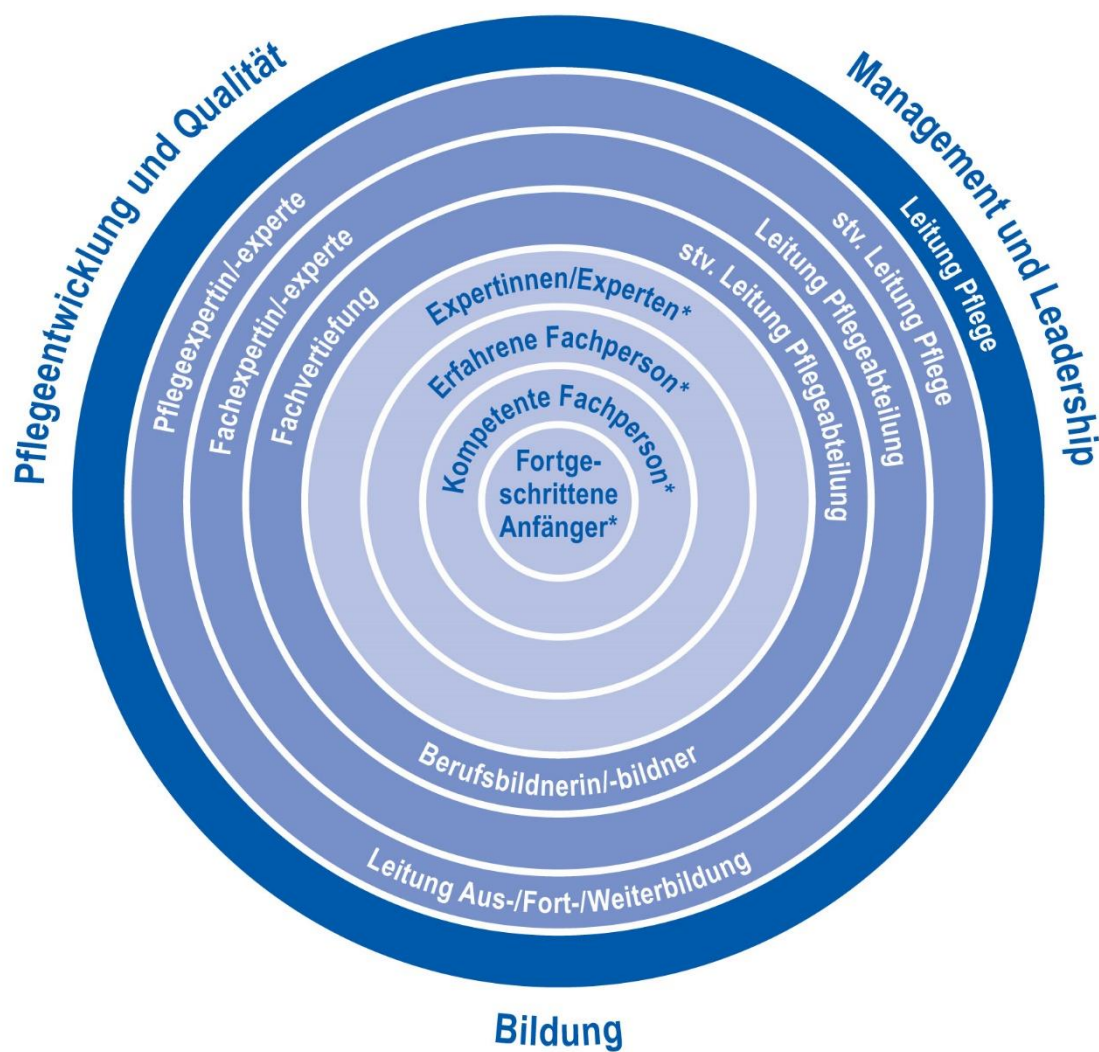 Pflegeentwicklung und Qualität
Management und Leadership
Pflegeexpertin/-experte
Fachexpertin/-experte
Fachvertiefung
Expertinnen/Experten*
Erfahrene Fachperson*
Kompetente Fachperson*
Fortge-
schrittene
Anfänger*
stv. Leitung Pflegeabteilung
Leitung Pflegeabteilung
stv. Leitung Pflege
Leitung Pflege
Berufsbildnerin/-bildner
Leitung Aus-/Fort-/Weiterbildung
Bildung